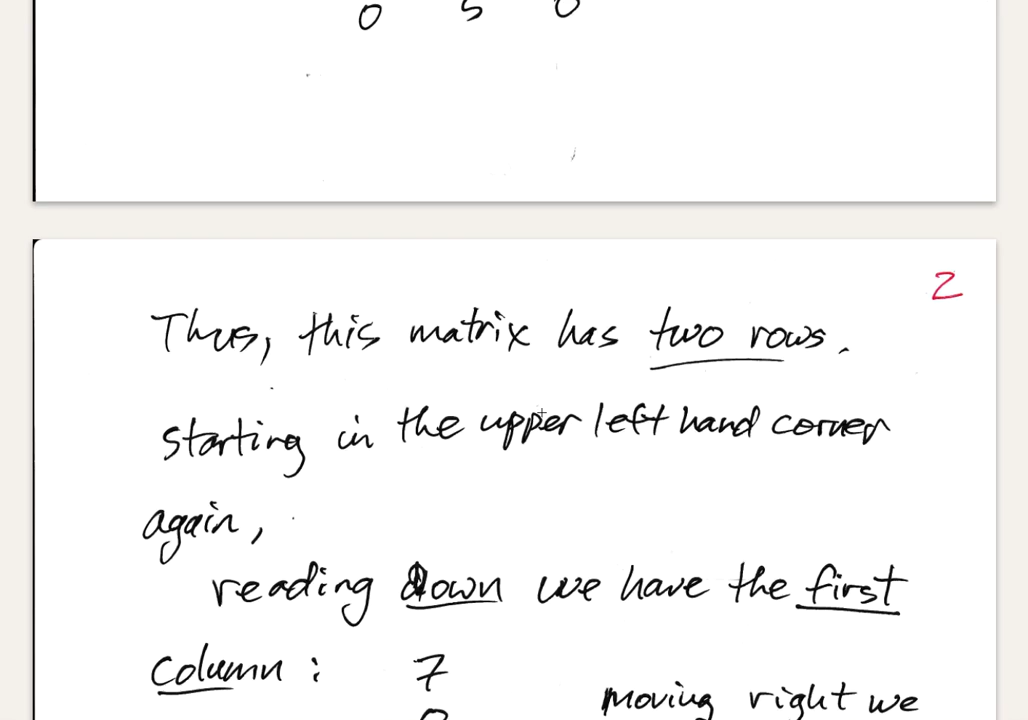 0 5 0
2
Thus, this matrix has two rows.
starting in the upper left hand corner
again,
reading down we have the first
column : 7
moving right we